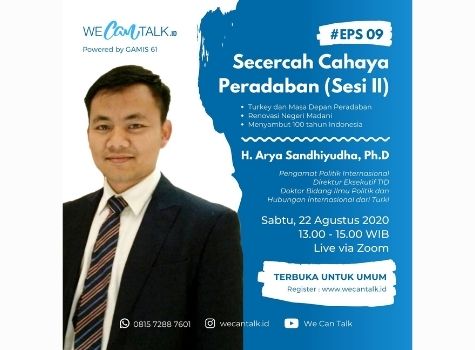 WE Can TALK.ID
Powered by GAMIS 61
#EPS 09
Secercah Cahaya
Peradaban (Sesi II)
• Turkey dan Masa Depan Peradaban
• Renovasi Negeri Madani
• Menyambut 100 tahun Indonesia
H. Arya Sandhiyudha, Ph.D
Pengamat Politik Internasional
Direktur Eksekutif TID
Doktor Bidang Ilmu Politik dan
Hubungan Internasional dari Turki
Sabtu, 22 Agustus 2020
13.00 - 15.00 WIB
Live via Zoom
TERBUKA UNTUK UMUM
Register : www.wecantalk.id
0815 7288 7601 wecantalk.id We Can Talk